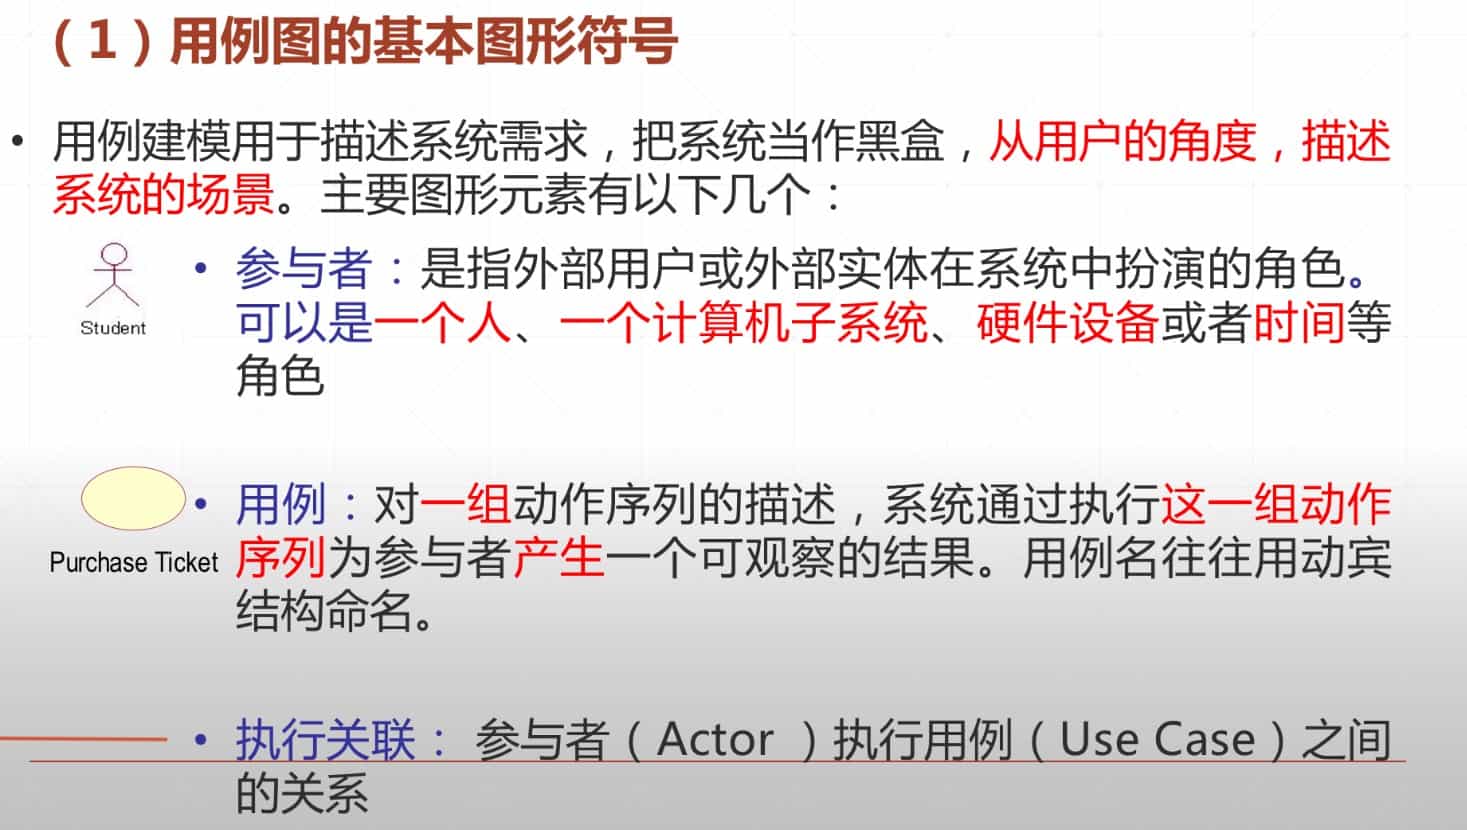 （1）用例图的基本图形符号
• 用例建模用于描述系统需求，把系统当作黑盒，从用户的角度，描述
系统的场景。主要图形元素有以下几个：
• 参与者：是指外部用户或外部实体在系统中扮演的角色。
可以是一个人、一个计算机子系统、硬件设备或者时间等
角色
Student
• 用例：对一组动作序列的描述，系统通过执行这一组动作
序列为参与者产生一个可观察的结果。用例名往往用动宾
结构命名。
Purchase Ticket
• 执行关联： 参与者（Actor ）执行用例（Use Case）之间
的关系